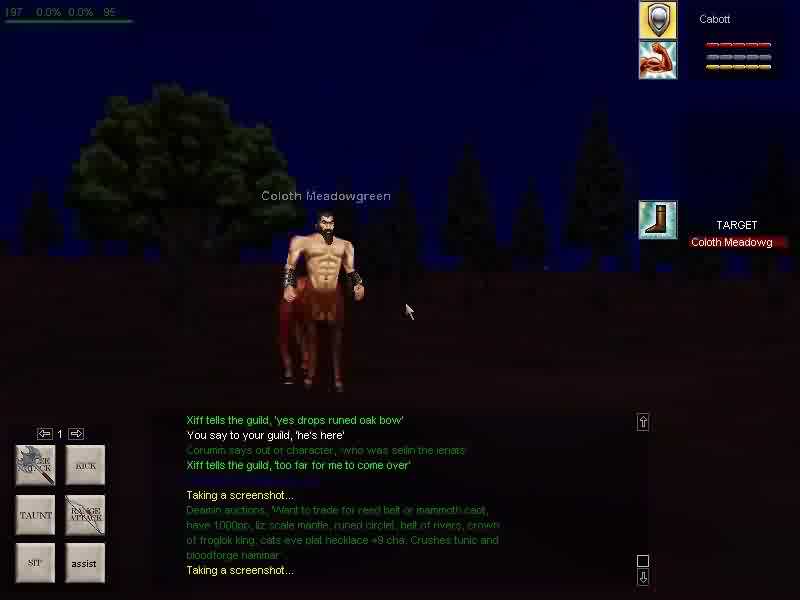 197 0.0% 0.0% 95
Cabott
Coloth Meadowgreen
TARGET
Coloth Meadowg
Xiff tells the guild, 'yes drops runed oak bow'
You say to your guild, 'he's here'
Corumm says out of character, 'who was sellin the lenats'
Xiff tells the guild, 'too far for me to come over'
Taking a screenshot...
Deamin auctions, 'Want to trade for reed belt or mammoth
have 1000pp, liz scale mantle, runed circlet, belt of rivers, crown
of froglok king, cats eye plat necklace +9 cha, Crushes tunic and
bloodforge hammer
Taking a screenshot...
1
KICK
TAUNT
RANGE
ATTACK
SIT
assist